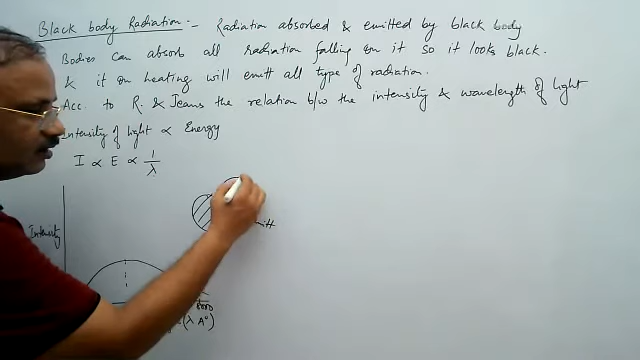 Black body Radiation :- Radiation absorbed & emitted by black body
Bodies can absorb all radiation falling on it so it looks black.
& it on heating will emitt all type of radiation.
Acc. to R. & Jeans the relation b/w the intensity & wavelength of light
Intensity of light ∝ Energy
I ∝ E ∝ 1/λ
Intensity
(λ A°)